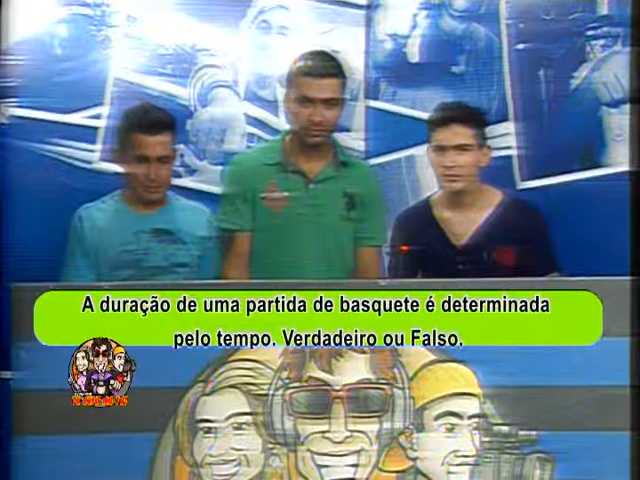 A duração de uma partida de basquete é determinada
pelo tempo. Verdadeiro ou Falso.